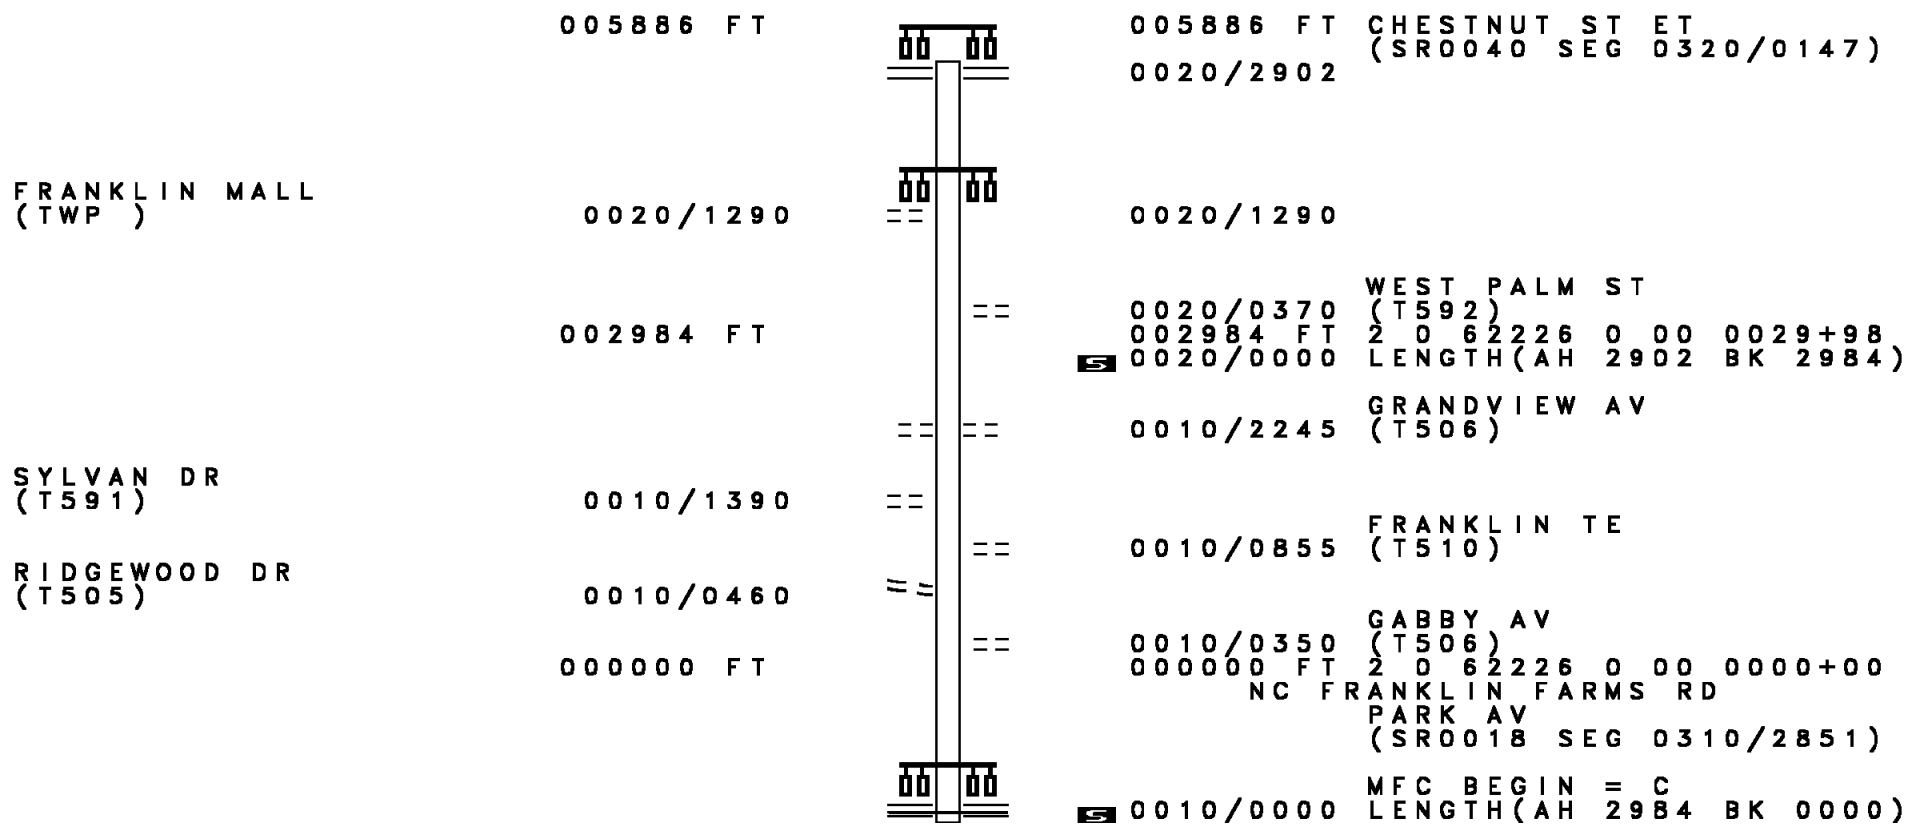 005886 FT 005886 FT CHESTNUT ST ET
(SR0040 SEG 0320/0147)
0020/2902
FRANKLIN MALL
(TWP ) 0020/1290 0020/1290
WEST PALM ST
0020/0370 (T592)
002984 FT 002984 FT 2 0 62226 0 00 0029+98
S 0020/0000 LENGTH(AH 2902 BK 2984)
GRANDVIEW AV
0010/2245 (T506)
SYLVAN DR
(T591) 0010/1390
FRANKLIN TE
0010/0855 (T510)
RIDGEWOOD DR
(T505) 0010/0460
GABBY AV
0010/0350 (T506)
000000 FT 000000 FT 2 0 62226 0 00 0000+00
NC FRANKLIN FARMS RD
PARK AV
(SR0018 SEG 0310/2851)
MFC BEGIN = C
S 0010/0000 LENGTH(AH 2984 BK 0000)